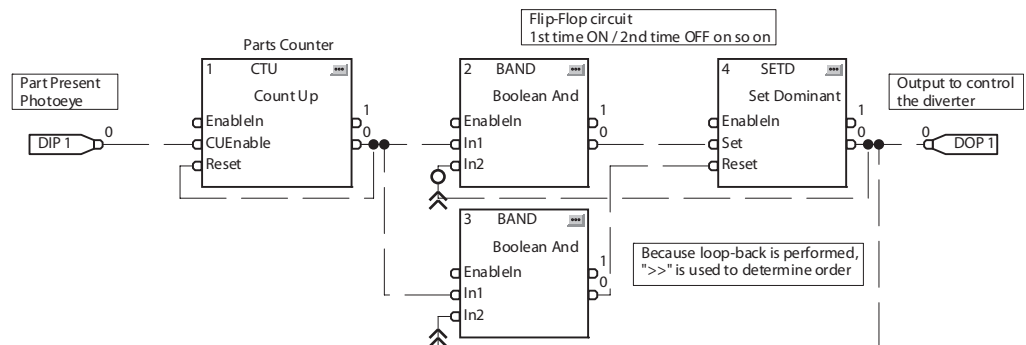 Flip-Flop circuit
1st time ON / 2nd time OFF on so on
Parts Counter
Part Present
Photoeye
1 CTU
Count Up
EnableIn
CUEnable
Reset
1
0
0
DIP 1
2 BAND
Boolean And
EnableIn
In1
In2
1
0
4 SETD
Set Dominant
EnableIn
Set
Reset
1
0
Output to control
the diverter
0
DOP 1
3 BAND
Boolean And
EnableIn
In1
In2
1
0
Because loop-back is performed,
">>" is used to determine order